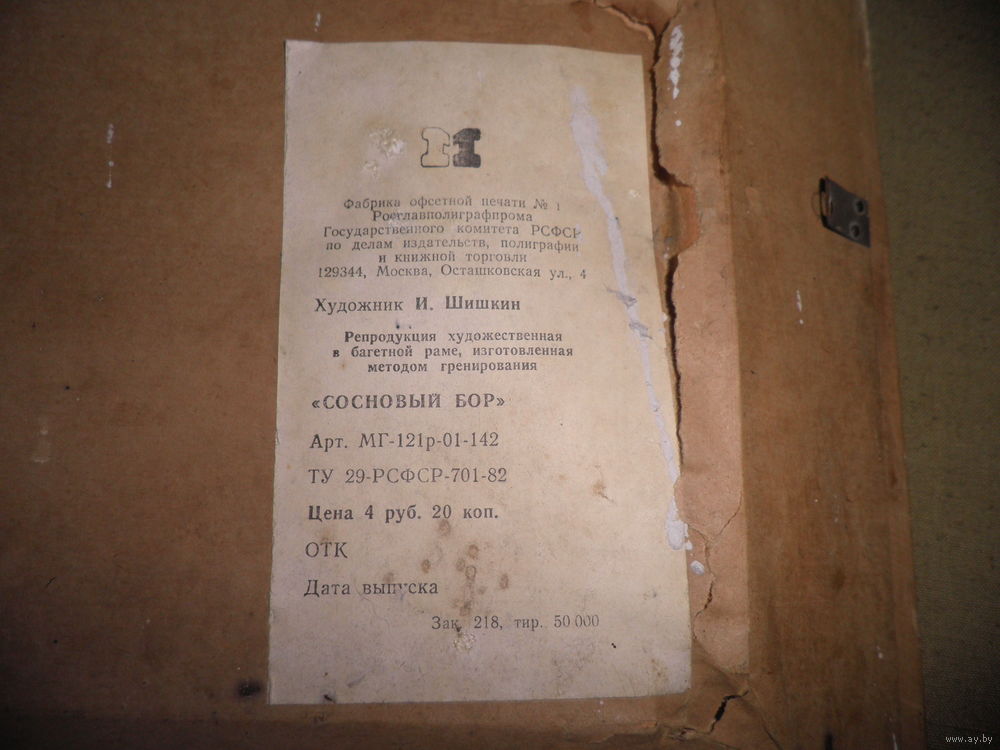 Фабрика офсетной печати № 1
Росглавполиграфпрома
Государственного комитета РСФСР
по делам издательств, полиграфии
и книжной торговли
129344, Москва, Осташковская ул., 4
Художник И. Шишкин
Репродукция художественная
в багетной раме, изготовленная
методом гренирования
«СОСНОВЫЙ БОР»
Арт. МГ-121р-01-142
ТУ 29-РСФСР-701-82
Цена 4 руб. 20 коп.
ОТК
Дата выпуска
Зак. 218, тир. 50 000
www.ay.by